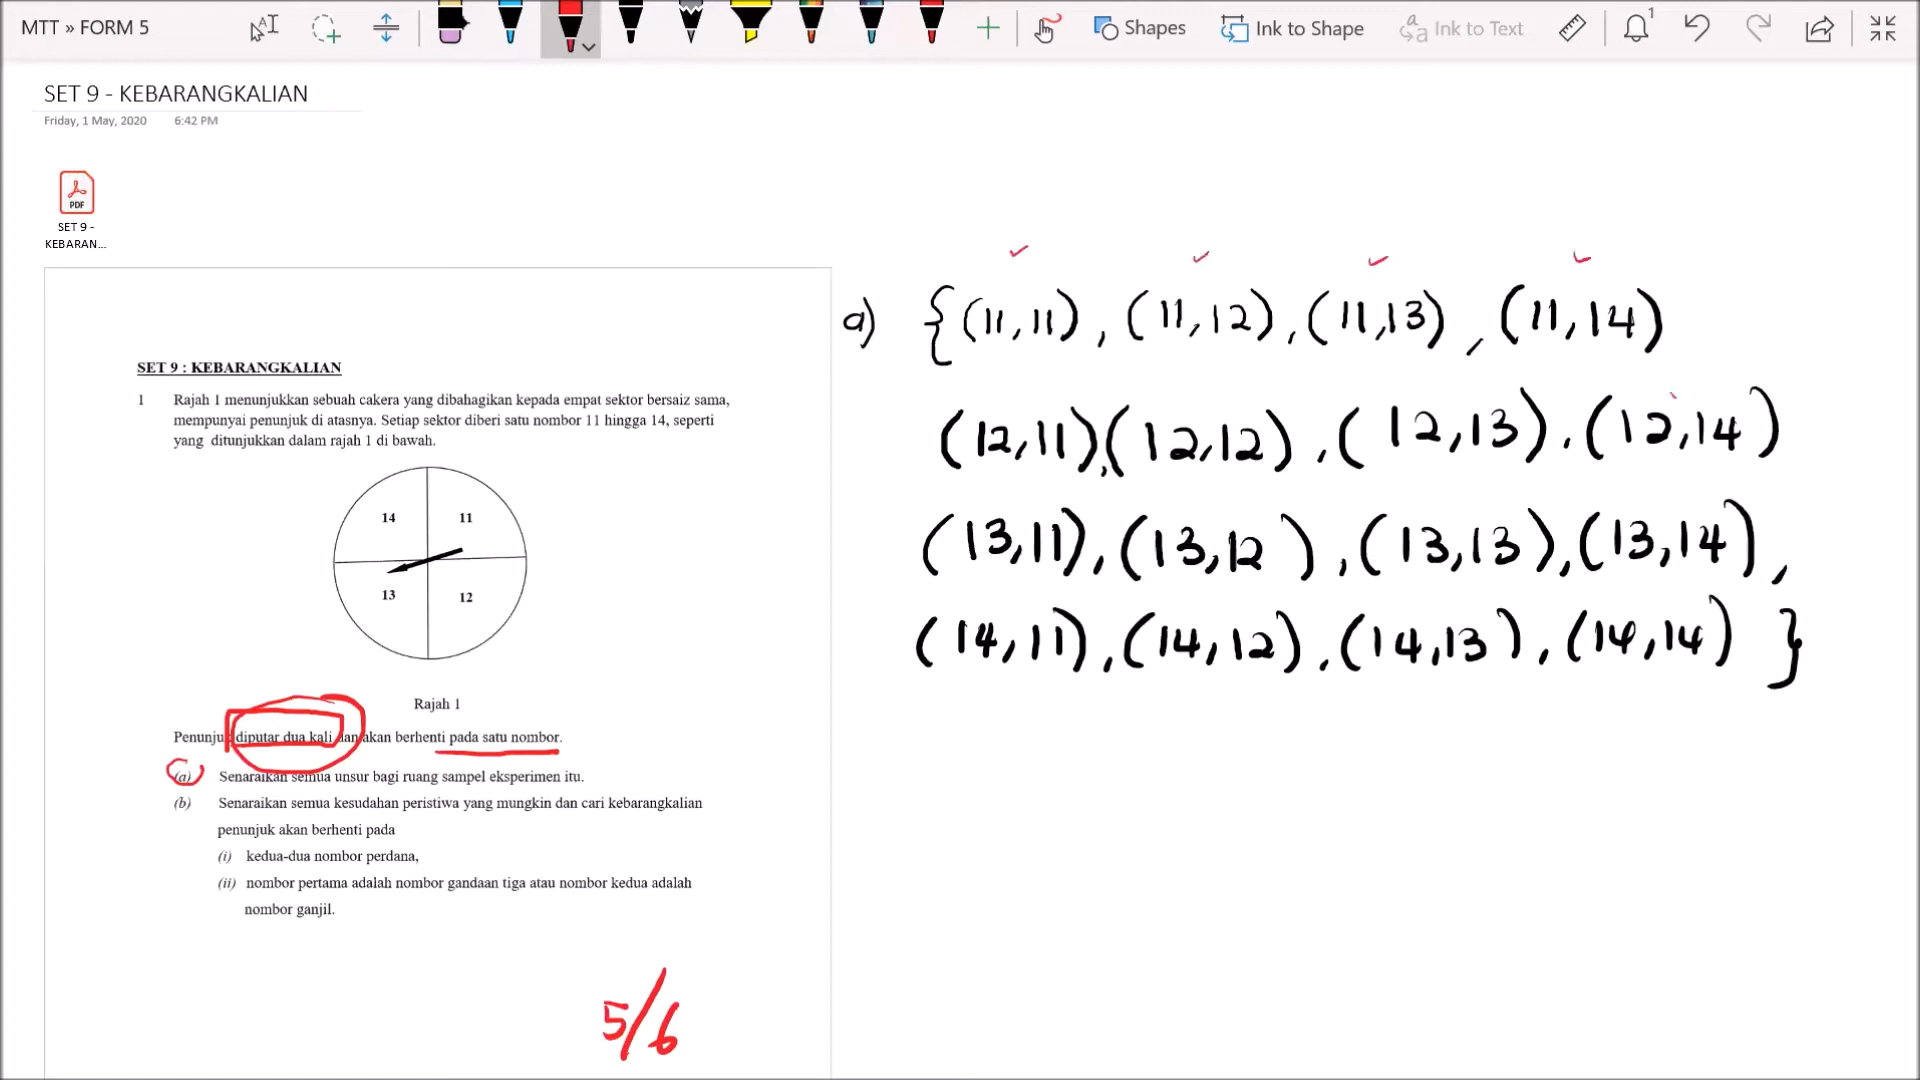 MTT » FORM 5
Shapes
Ink to Shape
Ink to Text
1
SET 9 - KEBARANGKALIAN
Friday, 1 May, 2020 6:42 PM
PDF
SET 9 -
KEBARAN...
SET 9 : KEBARANGKALIAN
1 Rajah 1 menunjukkan sebuah cakera yang dibahagikan kepada empat sektor bersaiz sama,
mempunyai penunjuk di atasnya. Setiap sektor diberi satu nombor 11 hingga 14, seperti
yang ditunjukkan dalam rajah 1 di bawah.
14 11
13 12
Rajah 1
Penunjuk diputar dua kali dan akan berhenti pada satu nombor.
(a) Senaraikan semua unsur bagi ruang sampel eksperimen itu.
(b) Senaraikan semua kesudahan peristiwa yang mungkin dan cari kebarangkalian
penunjuk akan berhenti pada
(i) kedua-dua nombor perdana,
(ii) nombor pertama adalah nombor gandaan tiga atau nombor kedua adalah
nombor ganjil.
5/6
a) {(11,11), (11,12), (11,13), (11,14)
(12,11),(12,12), (12,13), (12,14)
(13,11), (13,12), (13,13), (13,14),
(14,11), (14,12), (14,13), (14,14) }